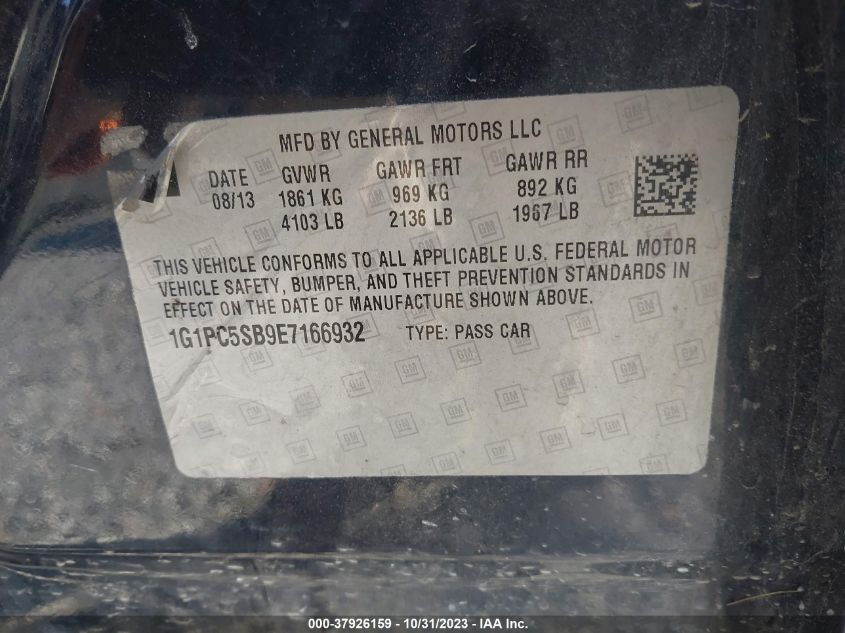 MFD BY GENERAL MOTORS LLC
DATE GVWR GAWR FRT GAWR RR
08/13 1861 KG 969 KG 892 KG
4103 LB 2136 LB 1967 LB
THIS VEHICLE CONFORMS TO ALL APPLICABLE U.S. FEDERAL MOTOR
VEHICLE SAFETY, BUMPER, AND THEFT PREVENTION STANDARDS IN
EFFECT ON THE DATE OF MANUFACTURE SHOWN ABOVE.
1G1PC5SB9E7166932 TYPE: PASS CAR
000-37926159 - 10/31/2023 - IAA Inc.